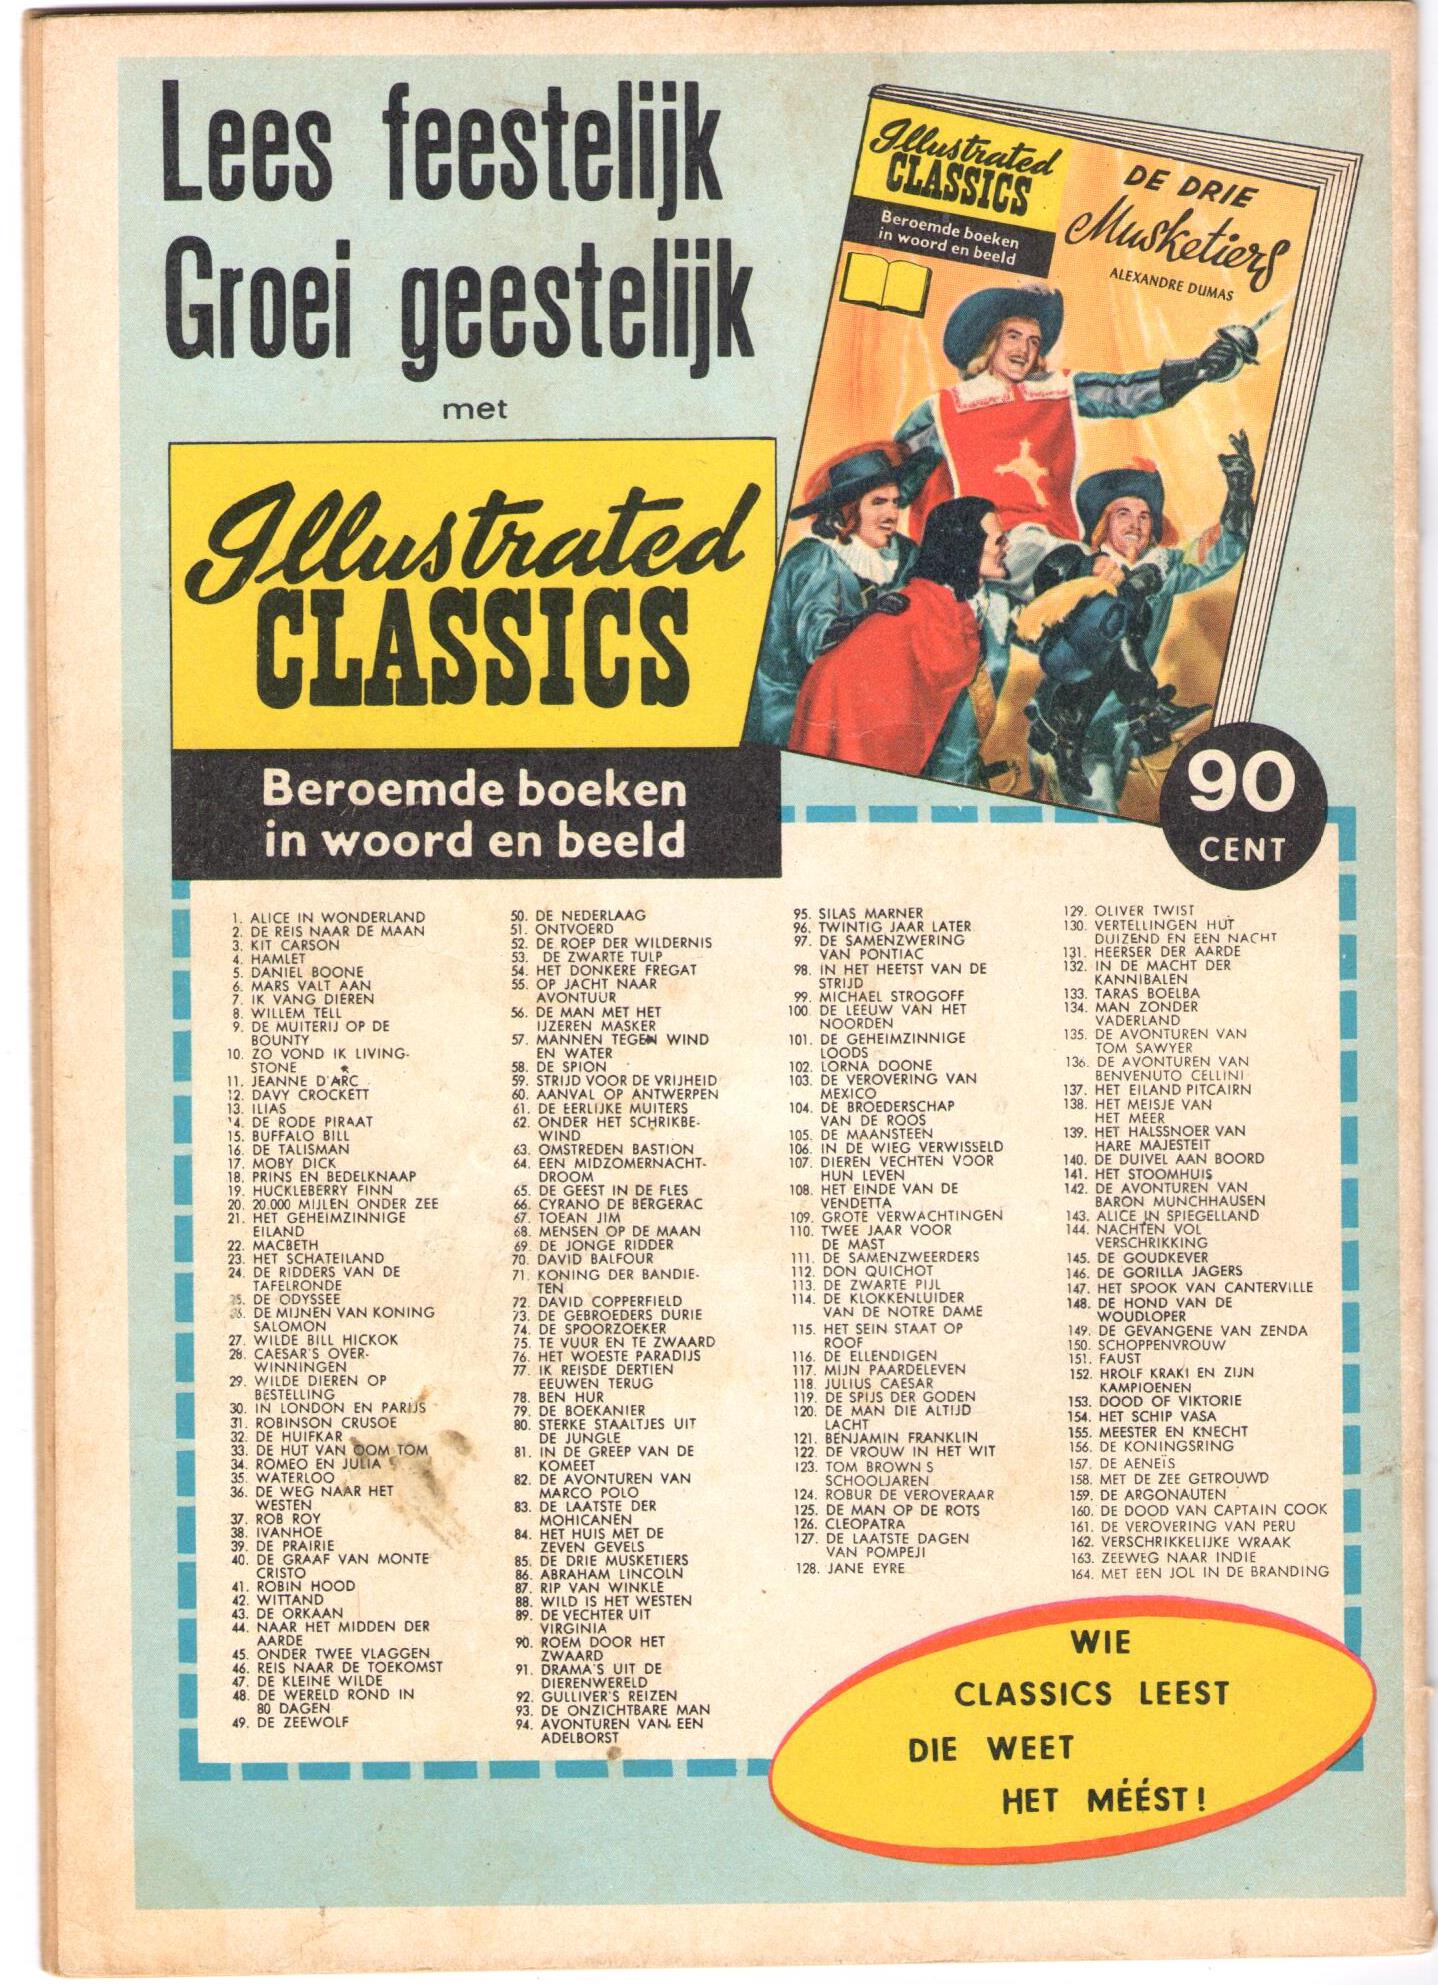 Lees feestelijk
Groei geestelijk
met
Illustrated
CLASSICS
Beroemde boeken
in woord en beeld
Illustrated
CLASSICS
Beroemde boeken
in woord en beeld
DE DRIE
Musketiers
ALEXANDRE DUMAS
90
CENT
1. ALICE IN WONDERLAND
2. DE REIS NAAR DE MAAN
3. KIT CARSON
4. HAMLET
5. DANIEL BOONE
6. MARS VALT AAN
7. IK VANG DIEREN
8. WILLEM TELL
9. DE MUITERIJ OP DE
BOUNTY
10. ZO VOND IK LIVING-
STONE
11. JEANNE D'ARC
12. DAVY CROCKETT
13. ILIAS
'4. DE RODE PIRAAT
15. BUFFALO BILL
16. DE TALISMAN
17. MOBY DICK
18. PRINS EN BEDELKNAAP
19. HUCKLEBERRY FINN
20. 20.000 MIJLEN ONDER ZEE
21. HET GEHEIMZINNIGE
EILAND
22. MACBETH
23. HET SCHATEILAND
24. DE RIDDERS VAN DE
TAFELRONDE
25. DE ODYSSEE
26. DE MIJNEN VAN KONING
SALOMON
27. WILDE BILL HICKOK
28. CAESAR'S OVER-
WINNINGEN
29. WILDE DIEREN OP
BESTELLING
30. IN LONDON EN PARIJS
31. ROBINSON CRUSOE
32. DE HUIFKAR
33. DE HUT VAN OOM TOM
34. ROMEO EN JULIA
35. WATERLOO
36. DE WEG NAAR HET
WESTEN
37. ROB ROY
38. IVANHOE
39. DE PRAIRIE
40. DE GRAAF VAN MONTE
CRISTO
41. ROBIN HOOD
42. WITTAND
43. DE ORKAAN
44. NAAR HET MIDDEN DER
AARDE
45. ONDER TWEE VLAGGEN
46. REIS NAAR DE TOEKOMST
47. DE KLEINE WILDE
48. DE WERELD ROND IN
80 DAGEN
49. DE ZEEWOLF
50. DE NEDERLAAG
51. ONTVOERD
52. DE ROEP DER WILDERNIS
53. DE ZWARTE TULP
54. HET DONKERE FREGAT
55. OP JACHT NAAR
AVONTUUR
56. DE MAN MET HET
IJZEREN MASKER
57. MANNEN TEGEN WIND
EN WATER
58. DE SPION
59. STRIJD VOOR DE VRIJHEID
60. AANVAL OP ANTWERPEN
61. DE EERLIJKE MUITERS
62. ONDER HET SCHRIKBE-
WIND
63. OMSTREDEN BASTION
64. EEN MIDZOMERNACHT-
DROOM
65. DE GEEST IN DE FLES
66. CYRANO DE BERGERAC
67. TOEAN JIM
68. MENSEN OP DE MAAN
69. DE JONGE RIDDER
70. DAVID BALFOUR
71. KONING DER BANDIE-
TEN
72. DAVID COPPERFIELD
73. DE GEBROEDERS DURIE
74. DE SPOORZOEKER
75. TE VUUR EN TE ZWAARD
76. HET WOESTE PARADIJS
77. IK REISDE DERTIEN
EEUWEN TERUG
78. BEN HUR
79. DE BOEKANIER
80. STERKE STAALTJES UIT
DE JUNGLE
81. IN DE GREEP VAN DE
KOMEET
82. DE AVONTUREN VAN
MARCO POLO
83. DE LAATSTE DER
MOHICANEN
84. HET HUIS MET DE
ZEVEN GEVELS
85. DE DRIE MUSKETIERS
86. ABRAHAM LINCOLN
87. RIP VAN WINKLE
88. WILD IS HET WESTEN
89. DE VECHTER UIT
VIRGINIA
90. ROEM DOOR HET
ZWAARD
91. DRAMA'S UIT DE
DIERENWERELD
92. GULLIVER'S REIZEN
93. DE ONZICHTBARE MAN
94. AVONTUREN VAN EEN
ADELBORST
95. SILAS MARNER
96. TWINTIG JAAR LATER
97. DE SAMENZWERING
VAN PONTIAC
98. IN HET HEETST VAN DE
STRIJD
99. MICHAEL STROGOFF
100. DE LEEUW VAN HET
NOORDEN
101. DE GEHEIMZINNIGE
LOODS
102. LORNA DOONE
103. DE VEROVERING VAN
MEXICO
104. DE BROEDERSCHAP
VAN DE ROOS
105. DE MAANSTEEN
106. IN DE WIEG VERWISSELD
107. DIEREN VECHTEN VOOR
HUN LEVEN
108. HET EINDE VAN DE
VENDETTA
109. GROTE VERWACHTINGEN
110. TWEE JAAR VOOR
DE MAST
111. DE SAMENZWEERDERS
112. DON QUICHOT
113. DE ZWARTE PIJL
114. DE KLOKKENLUIDER
VAN DE NOTRE DAME
115. HET SEIN STAAT OP
ROOF
116. DE ELLENDIGEN
117. MIJN PAARDELEVEN
118. JULIUS CAESAR
119. DE SPIJS DER GODEN
120. DE MAN DIE ALTIJD
LACHT
121. BENJAMIN FRANKLIN
122. DE VROUW IN HET WIT
123. TOM BROWN S
SCHOOLJAREN
124. ROBUR DE VEROVERAAR
125. DE MAN OP DE ROTS
126. CLEOPATRA
127. DE LAATSTE DAGEN
VAN POMPEJI
128. JANE EYRE
129. OLIVER TWIST
130. VERTELLINGEN UIT
DUIZEND EN EEN NACHT
131. HEERSER DER AARDE
132. IN DE MACHT DER
KANNIBALEN
133. TARAS BOELBA
134. MAN ZONDER
VADERLAND
135. DE AVONTUREN VAN
TOM SAWYER
136. DE AVONTUREN VAN
BENVENUTO CELLINI
137. HET EILAND PITCAIRN
138. HET MEISJE VAN
HET MEER
139. HET HALSSNOER VAN
HARE MAJESTEIT
140. DE DUIVEL AAN BOORD
141. HET STOOMHUIS
142. DE AVONTUREN VAN
BARON MUNCHHAUSEN
143. ALICE IN SPIEGELLAND
144. NACHTEN VOL
VERSCHRIKKING
145. DE GOUDKEVER
146. DE GORILLA JAGERS
147. HET SPOOK VAN CANTERVILLE
148. DE HOND VAN DE
WOUDLOPER
149. DE GEVANGENE VAN ZENDA
150. SCHOPPENVROUW
151. FAUST
152. HROLF KRAKI EN ZIJN
KAMPIOENEN
153. DOOD OF VIKTORIE
154. HET SCHIP VASA
155. MEESTER EN KNECHT
156. DE KONINGSRING
157. DE AENEÏS
158. MET DE ZEE GETROUWD
159. DE ARGONAUTEN
160. DE DOOD VAN CAPTAIN COOK
161. DE VEROVERING VAN PERU
162. VERSCHRIKKELIJKE WRAAK
163. ZEEWEG NAAR INDIE
164. MET EEN JOL IN DE BRANDING
WIE
CLASSICS LEEST
DIE WEET
HET MÉÉST!